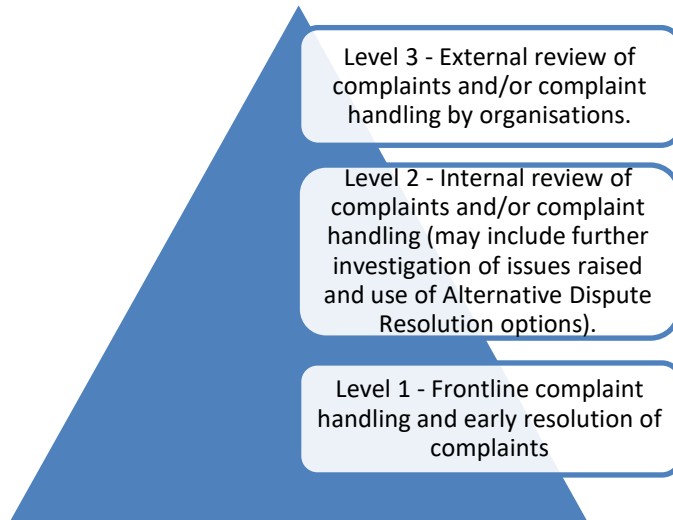 Level 3 - External review of
complaints and/or complaint
handling by organisations.
Level 2 - Internal review of
complaints and/or complaint
handling (may include further
investigation of issues raised
and use of Alternative Dispute
Resolution options).
Level 1 - Frontline complaint
handling and early resolution of
complaints